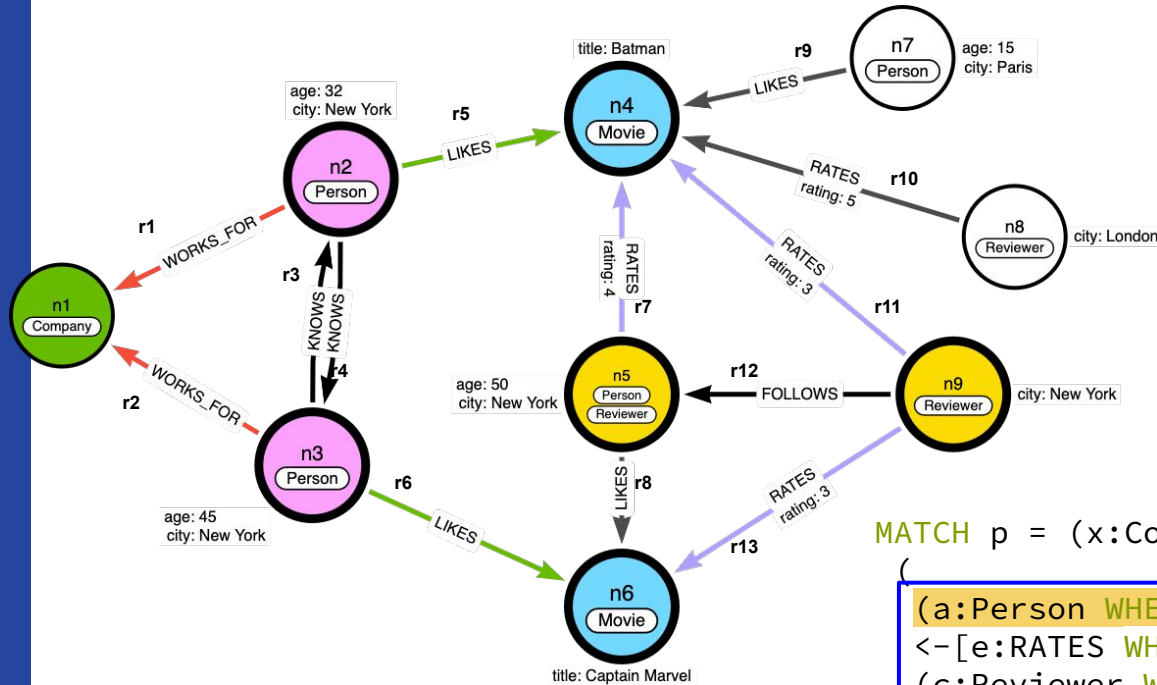 title: Batman
r9
n7
Person
age: 15
city: Paris
LIKES
age: 32
city: New York
r5
n4
Movie
LIKES
n2
Person
RATES
rating: 5
r10
n8
Reviewer
city: London
r1
WORKS_FOR
r3
KNOWS
KNOWS
r4
RATES
rating: 4
r7
RATES
rating: 3
r11
n1
Company
r2
WORKS_FOR
age: 50
city: New York
n5
Person
Reviewer
r12
FOLLOWS
n9
Reviewer
city: New York
n3
Person
r6
LIKES
LIKES
r8
RATES
rating: 3
r13
age: 45
city: New York
n6
Movie
title: Captain Marvel
MATCH p = (x:Co
(
(a:Person WHE
<-[e:RATES WH
(c:Reviewer W